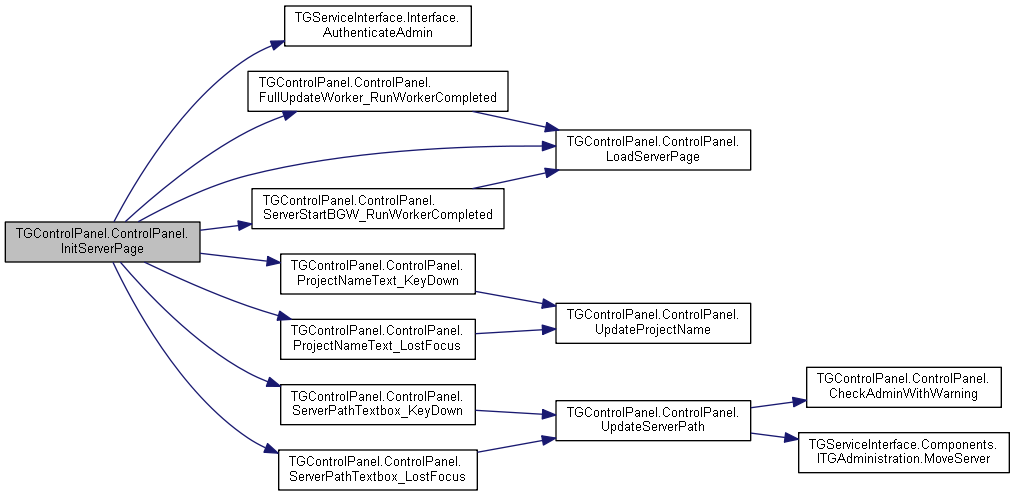 TGServiceInterface.Interface.
AuthenticateAdmin
TGControlPanel.ControlPanel.
FullUpdateWorker_RunWorkerCompleted
TGControlPanel.ControlPanel.
LoadServerPage
TGControlPanel.ControlPanel.
ServerStartBGW_RunWorkerCompleted
TGControlPanel.ControlPanel.
InitServerPage
TGControlPanel.ControlPanel.
ProjectNameText_KeyDown
TGControlPanel.ControlPanel.
UpdateProjectName
TGControlPanel.ControlPanel.
ProjectNameText_LostFocus
TGControlPanel.ControlPanel.
CheckAdminWithWarning
TGControlPanel.ControlPanel.
ServerPathTextbox_KeyDown
TGControlPanel.ControlPanel.
UpdateServerPath
TGServiceInterface.Components.
ITGAdministration.MoveServer
TGControlPanel.ControlPanel.
ServerPathTextbox_LostFocus